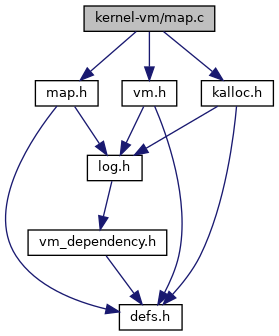 kernel-vm/map.c
map.h
vm.h
kalloc.h
log.h
vm_dependency.h
defs.h